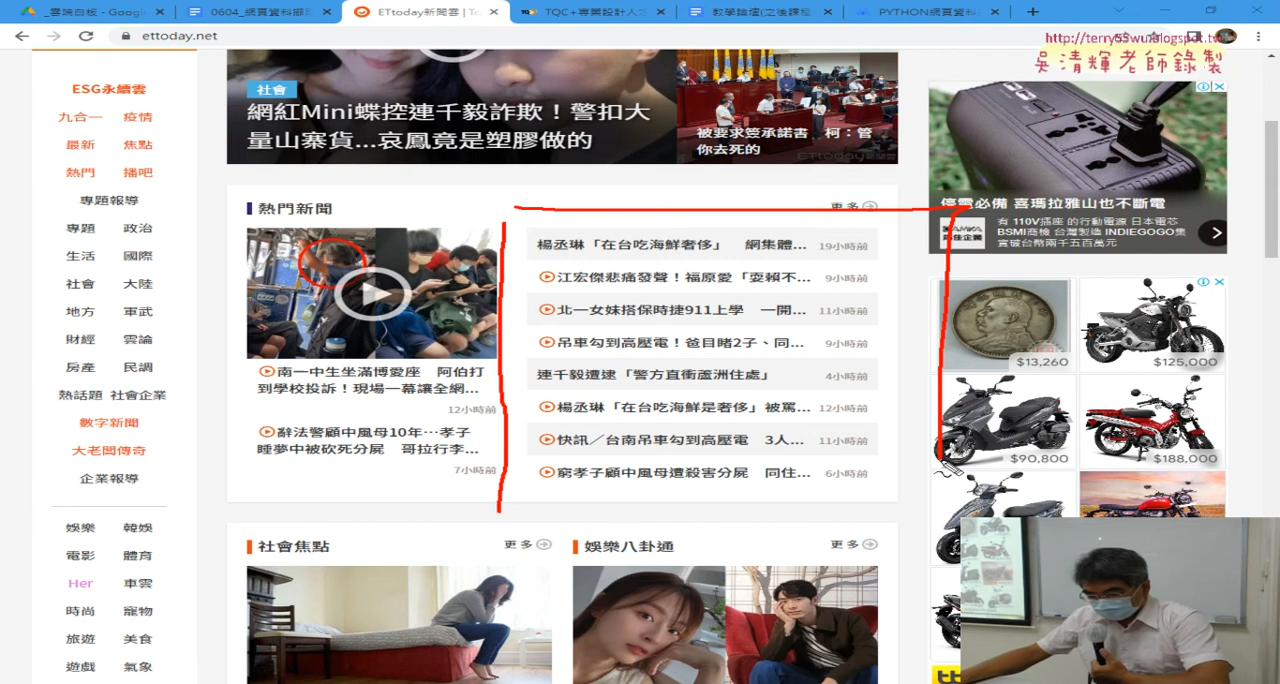 _雲端白板 - Google
0604_網頁資料擷
ETtoday新聞雲
TQC+專業設計人才
教學論壇(之後課程
PYTHON網頁資料
ettoday.net
http://terry55wu.blogspot.tw
吳清輝老師錄製
ESG永續雲
九合一 疫情
最新 焦點
熱門 播吧
專題報導
專題 政治
生活 國際
社會 大陸
地方 軍武
財經 雲論
房產 民調
熱話題 社會企業
數字新聞
大老闆傳奇
企業報導
娛樂 韓娛
電影 體育
Her 車雲
時尚 寵物
旅遊 美食
遊戲 氣象
社會
網紅Mini蝶控連千毅詐欺！警扣大
量山寨貨...哀鳳竟是塑膠做的
被要求簽承諾書 柯：管
你去死的
ETtoday新聞雲
熱門新聞
更多
南一中生坐滿博愛座 阿伯打
到學校投訴！現場一幕讓全網...
12小時前
辭法警顧中風母10年…孝子
睡夢中被砍死分屍 哥拉行李...
7小時前
楊丞琳「在台吃海鮮奢侈」 網集體... 19小時前
江宏傑悲痛發聲！福原愛「耍賴不... 9小時前
北一女妹搭保時捷911上學 一開... 11小時前
吊車勾到高壓電！爸目睹2子、同... 9小時前
連千毅遭逮「警方直衝蘆洲住處」 4小時前
楊丞琳「在台吃海鮮是奢侈」被罵... 12小時前
快訊／台南吊車勾到高壓電 3人... 11小時前
窮孝子顧中風母遭殺害分屍 同住... 6小時前
社會焦點
更多
娛樂八卦通
更多
停電必備 喜瑪拉雅山也不斷電
有 110V插座 的行動電源 日本電芯
BSMI商檢 台灣製造 INDIEGOGO集
資破台幣兩千五百萬元
$13,260
$125,000
$90,800
$188,000